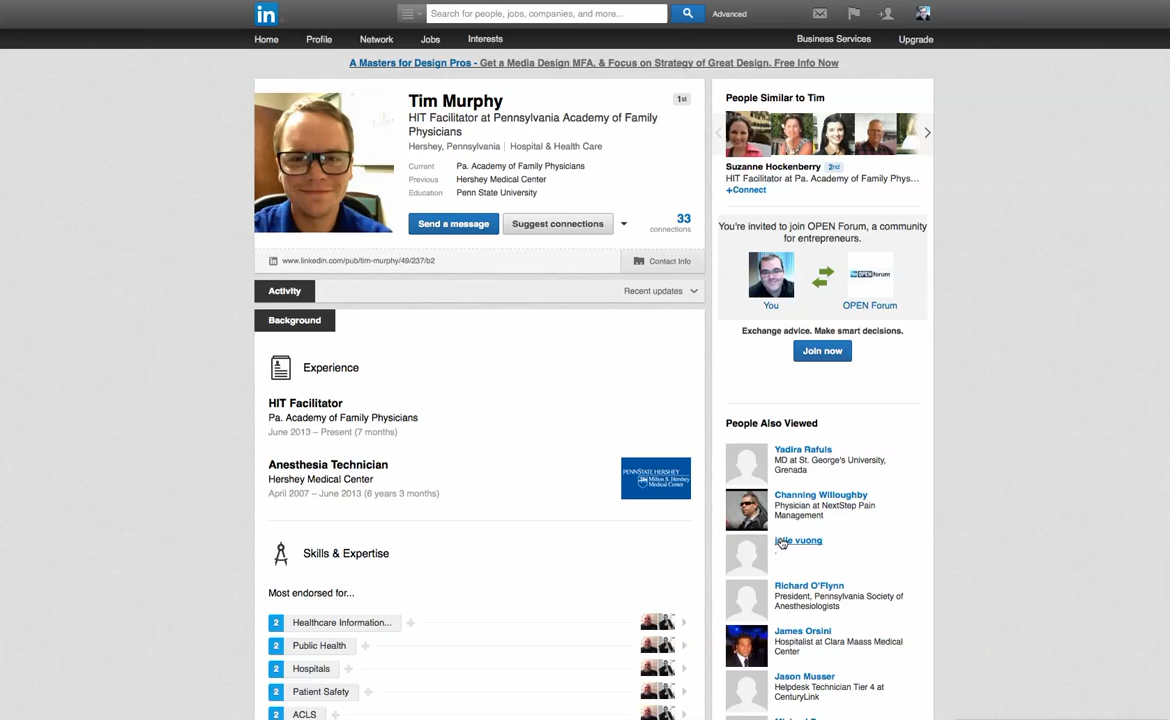 in
Search for people, jobs, companies, and more...
Advanced
Home
Profile
Network
Jobs
Interests
Business Services
Upgrade
A Masters for Design Pros - Get a Media Design MFA, & Focus on Strategy of Great Design. Free Info Now
Tim Murphy
1st
HIT Facilitator at Pennsylvania Academy of Family
Physicians
Hershey, Pennsylvania
Hospital & Health Care
Current
Pa. Academy of Family Physicians
Previous
Hershey Medical Center
Education
Penn State University
Send a message
Suggest connections
33
connections
in
www.linkedin.com/pub/tim-murphy/49/237/b2
Contact Info
Activity
Recent updates
Background
Experience
HIT Facilitator
Pa. Academy of Family Physicians
June 2013 – Present (7 months)
Anesthesia Technician
Hershey Medical Center
April 2007 – June 2013 (6 years 3 months)
PENNSTATE HERSHEY
Milton S. Hershey
Medical Center
Skills & Expertise
Most endorsed for...
2 Healthcare Information...
2 Public Health
2 Hospitals
2 Patient Safety
2 ACLS
People Similar to Tim
Suzanne Hockenberry 2nd
HIT Facilitator at Pa. Academy of Family Phys...
+Connect
You're invited to join OPEN Forum, a community
for entrepreneurs.
OPEN forum
You
OPEN Forum
Exchange advice. Make smart decisions.
Join now
People Also Viewed
Yadira Rafuls
MD at St. George's University,
Grenada
Channing Willoughby
Physician at NextStep Pain
Management
vuong
Richard O'Flynn
President, Pennsylvania Society of
Anesthesiologists
James Orsini
Hospitalist at Clara Maass Medical
Center
Jason Musser
Helpdesk Technician Tier 4 at
CenturyLink